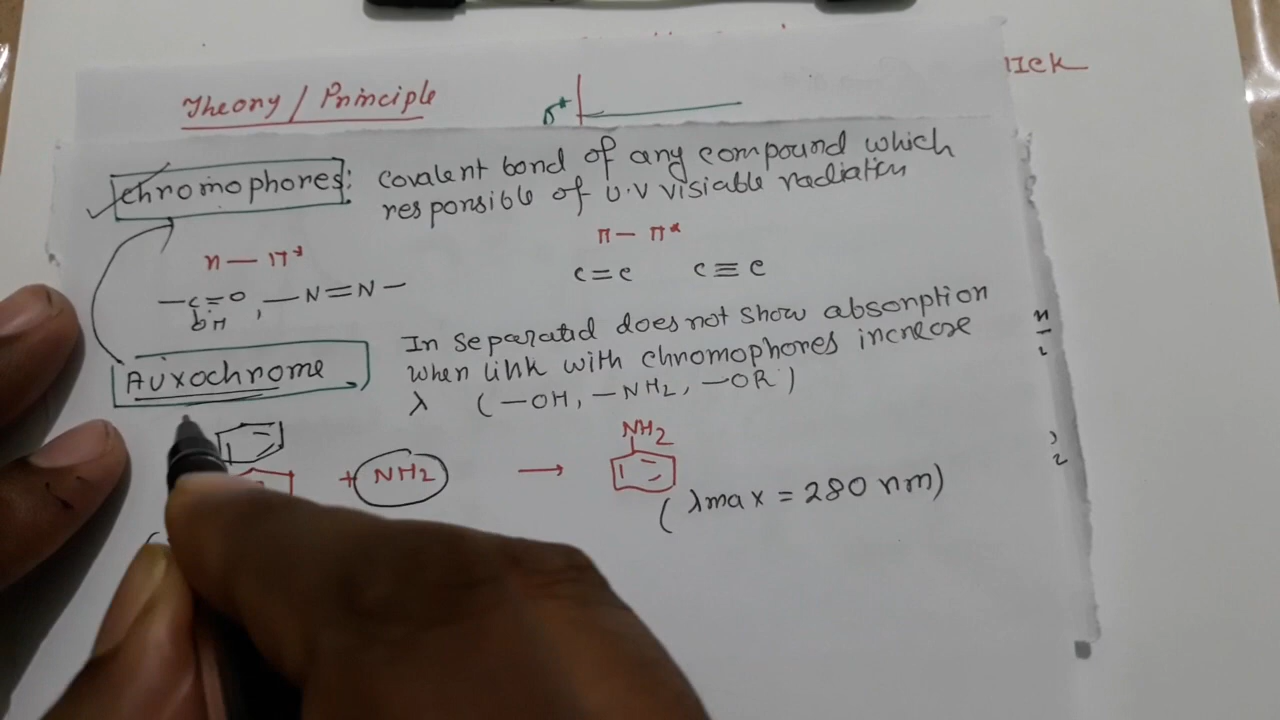 Theory/Principle
σ*
chromophores: covalent bond of any compound which
responsible of U.V visiable radiation
n — π*
π — π*
—C=O, —N=N—
OH
C=C C≡C
Auxochrome
In separated does not show absorption
when link with chromophores increase
λ (—OH, —NH2, —OR)
+ NH2 → NH2
(λmax = 280 nm)